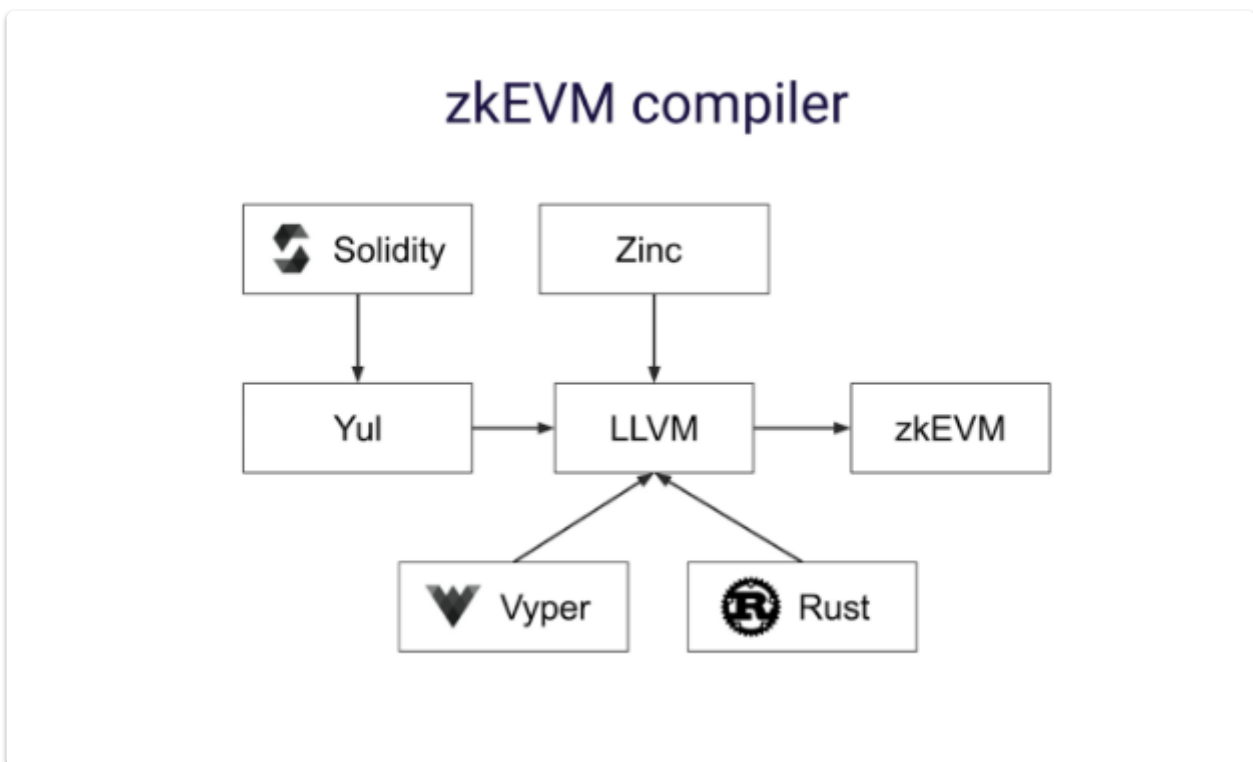 zkEVM compiler
Solidity
Zinc
Yul
LLVM
zkEVM
Vyper
Rust